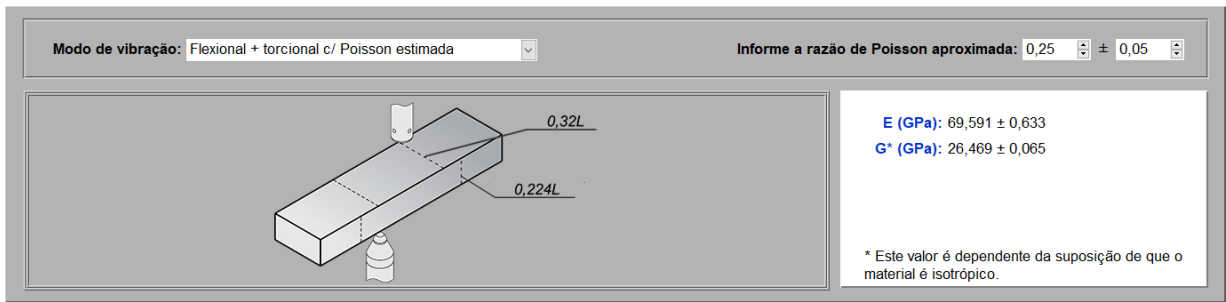 Modo de vibração: Flexional + torcional c/ Poisson estimada
Informe a razão de Poisson aproximada: 0,25 ± 0,05
0,32L
0,224L
E (GPa): 69,591 ± 0,633
G* (GPa): 26,469 ± 0,065
* Este valor é dependente da suposição de que o
material é isotrópico.